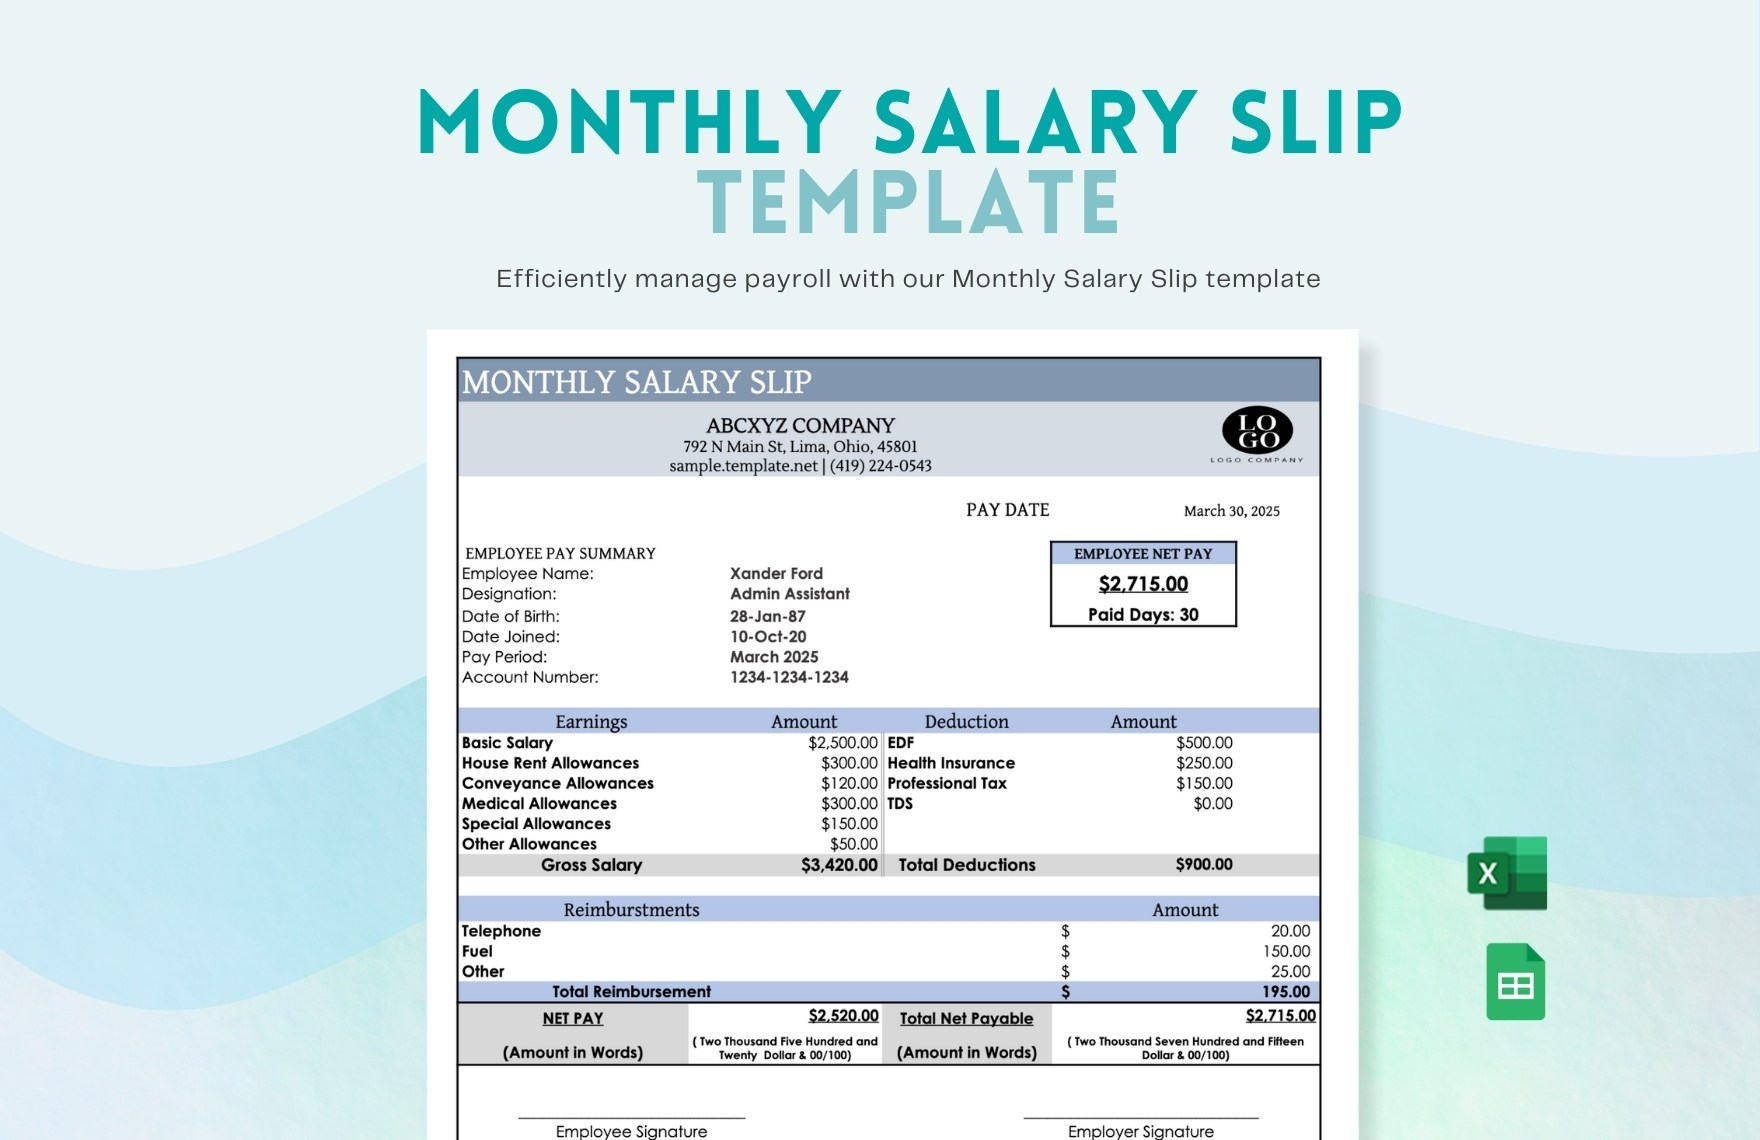 MONTHLY SALARY SLIP
TEMPLATE
Efficiently manage payroll with our Monthly Salary Slip template
MONTHLY SALARY SLIP
ABCXYZ COMPANY
792 N Main St, Lima, Ohio, 45801
sample.template.net | (419) 224-0543
LO
GO
LOGO COMPANY
PAY DATE March 30, 2025
EMPLOYEE PAY SUMMARY
Employee Name: Xander Ford
Designation: Admin Assistant
Date of Birth: 28-Jan-87
Date Joined: 10-Oct-20
Pay Period: March 2025
Account Number: 1234-1234-1234
EMPLOYEE NET PAY
$2,715.00
Paid Days: 30
Earnings Amount Deduction Amount
Basic Salary $2,500.00 EDF $500.00
House Rent Allowances $300.00 Health Insurance $250.00
Conveyance Allowances $120.00 Professional Tax $150.00
Medical Allowances $300.00 TDS $0.00
Special Allowances $150.00
Other Allowances $50.00
Gross Salary $3,420.00 Total Deductions $900.00
Reimburstments Amount
Telephone $ 20.00
Fuel $ 150.00
Other $ 25.00
Total Reimbursement $ 195.00
NET PAY $2,520.00 Total Net Payable $2,715.00
(Amount in Words) ( Two Thousand Five Hundred and
Twenty Dollar & 00/100) (Amount in Words) ( Two Thousand Seven Hundred and Fifteen
Dollar & 00/100)
Employee Signature Employer Signature
X